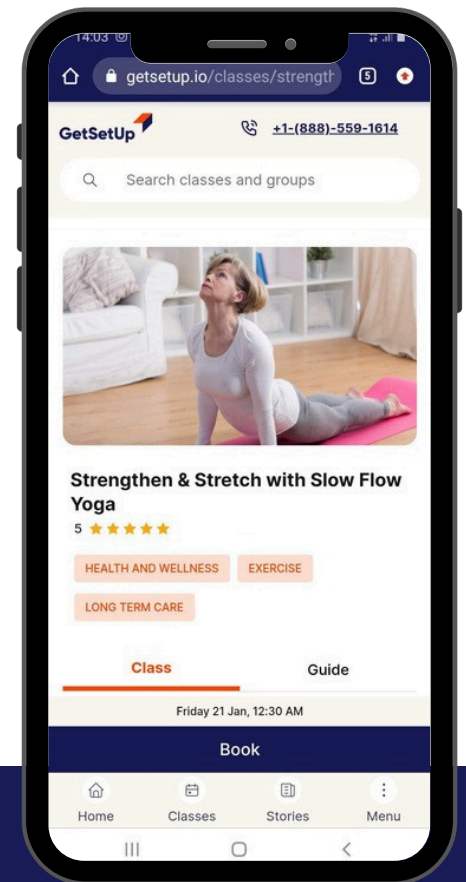 14:03
getsetup.io/classes/strength
5
GetSetUp
+1-(888)-559-1614
Search classes and groups
Strengthen & Stretch with Slow Flow
Yoga
5
HEALTH AND WELLNESS EXERCISE
LONG TERM CARE
Class Guide
Friday 21 Jan, 12:30 AM
Book
Home Classes Stories Menu